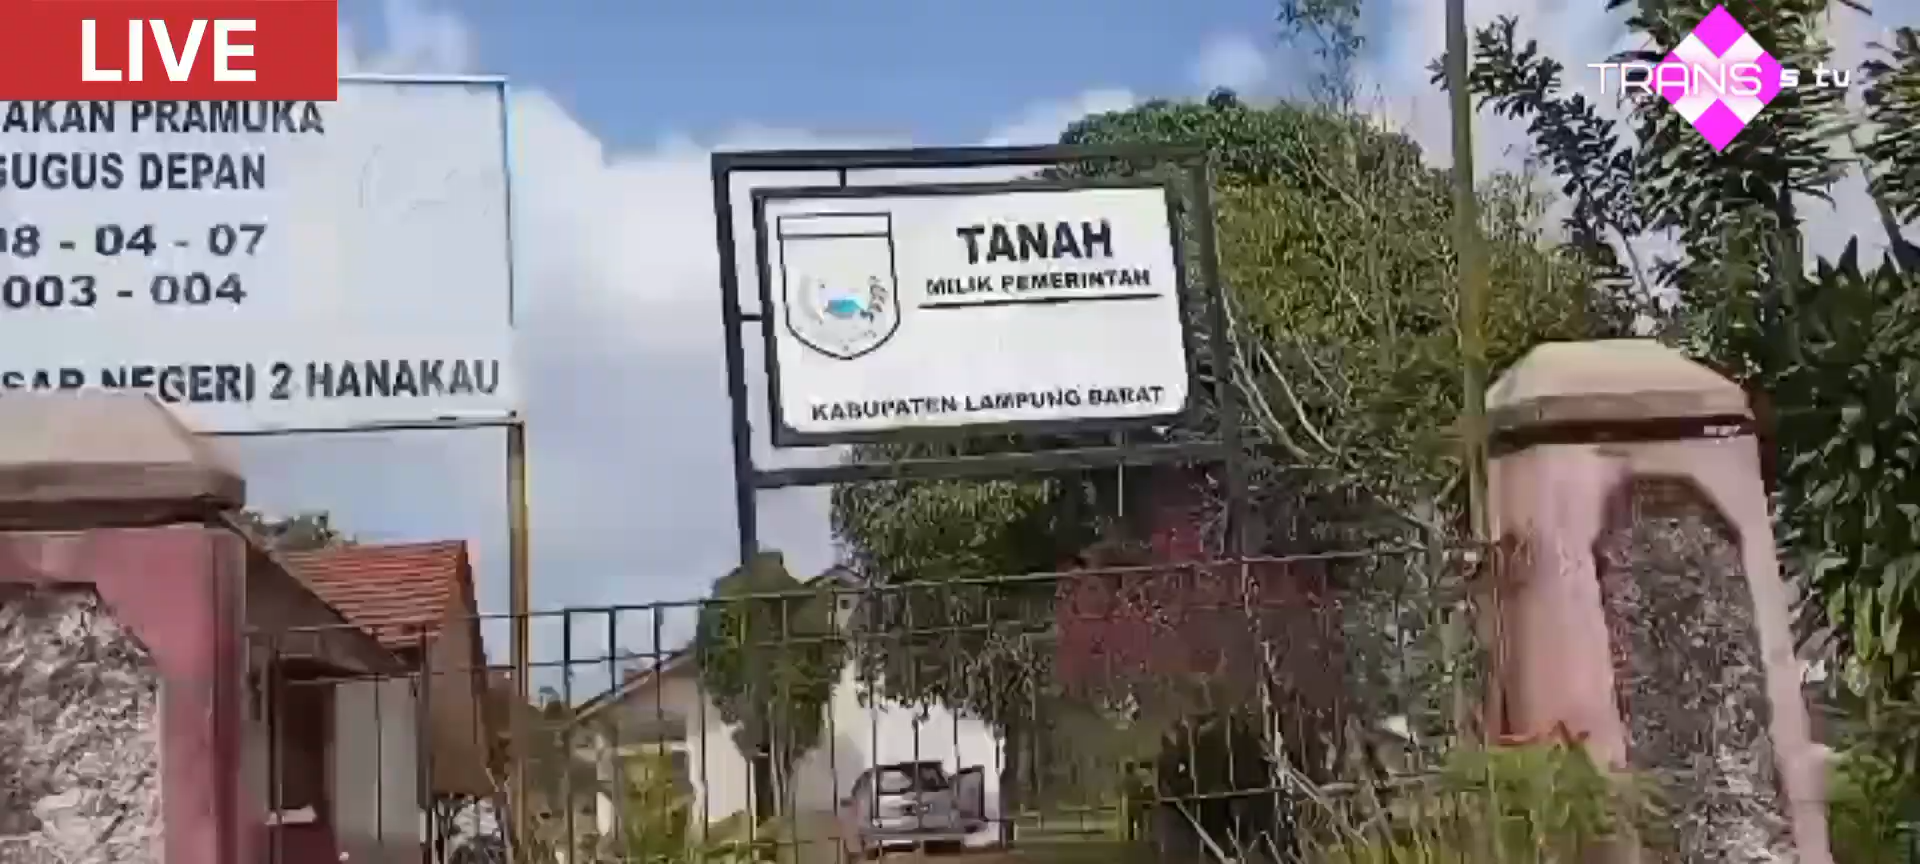 LIVE
TRANS s tv
AKAN PRAMUKA
GUGUS DEPAN
08 - 04 - 07
003 - 004
SAR NEGERI 2 HANAKAU
TANAH
MILIK PEMERINTAH
KABUPATEN LAMPUNG BARAT